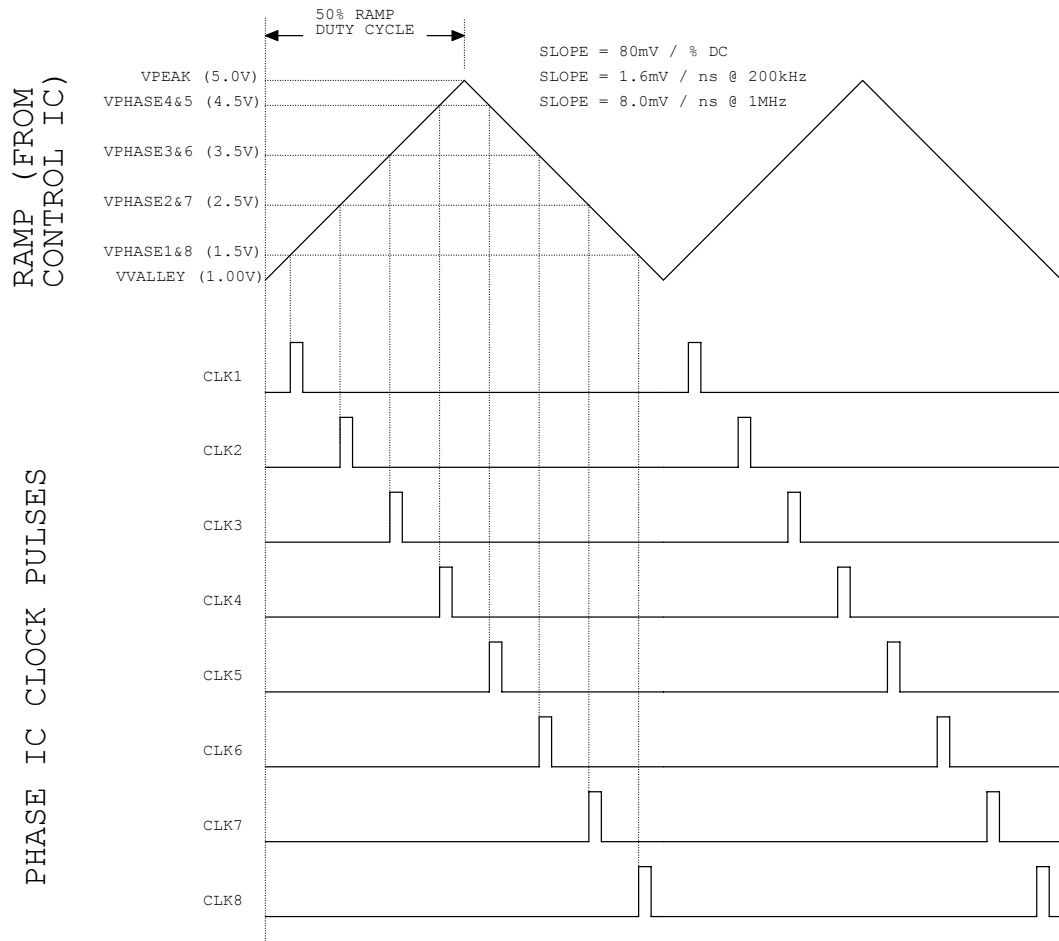 50% RAMP
DUTY CYCLE
SLOPE = 80mV / % DC
SLOPE = 1.6mV / ns @ 200kHz
SLOPE = 8.0mV / ns @ 1MHz
RAMP (FROM
CONTROL IC)
VPEAK (5.0V)
VPHASE4&5 (4.5V)
VPHASE3&6 (3.5V)
VPHASE2&7 (2.5V)
VPHASE1&8 (1.5V)
VVALLEY (1.00V)
PHASE IC CLOCK PULSES
CLK1
CLK2
CLK3
CLK4
CLK5
CLK6
CLK7
CLK8